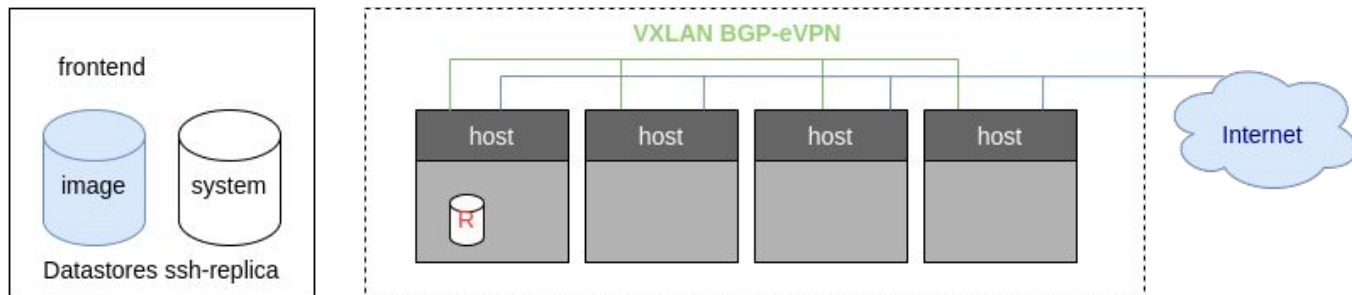 frontend
image
system
Datastores ssh-replica
VXLAN BGP-eVPN
host
host
host
host
R
Internet